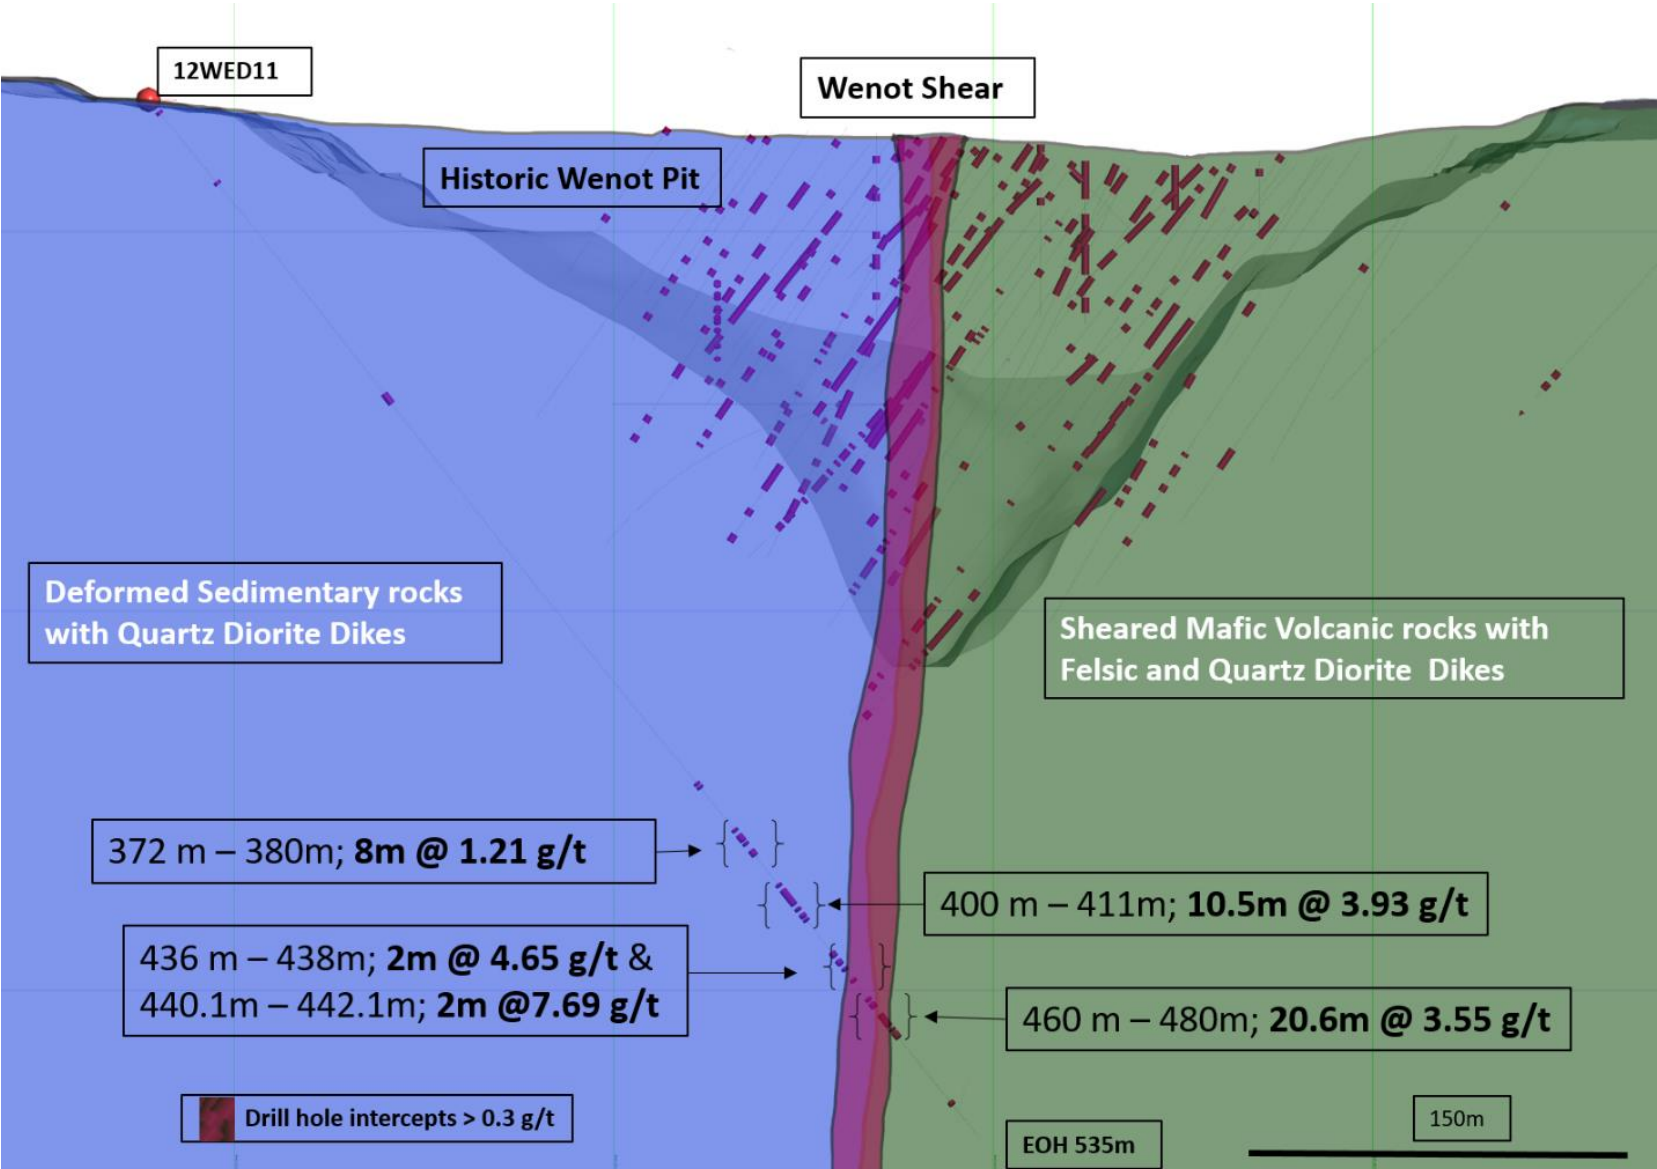 12WED11
Wenot Shear
Historic Wenot Pit
Deformed Sedimentary rocks
with Quartz Diorite Dikes
Sheared Mafic Volcanic rocks with
Felsic and Quartz Diorite Dikes
372 m – 380m; 8m @ 1.21 g/t
400 m – 411m; 10.5m @ 3.93 g/t
436 m – 438m; 2m @ 4.65 g/t &
440.1m – 442.1m; 2m @7.69 g/t
460 m – 480m; 20.6m @ 3.55 g/t
Drill hole intercepts > 0.3 g/t
150m
EOH 535m